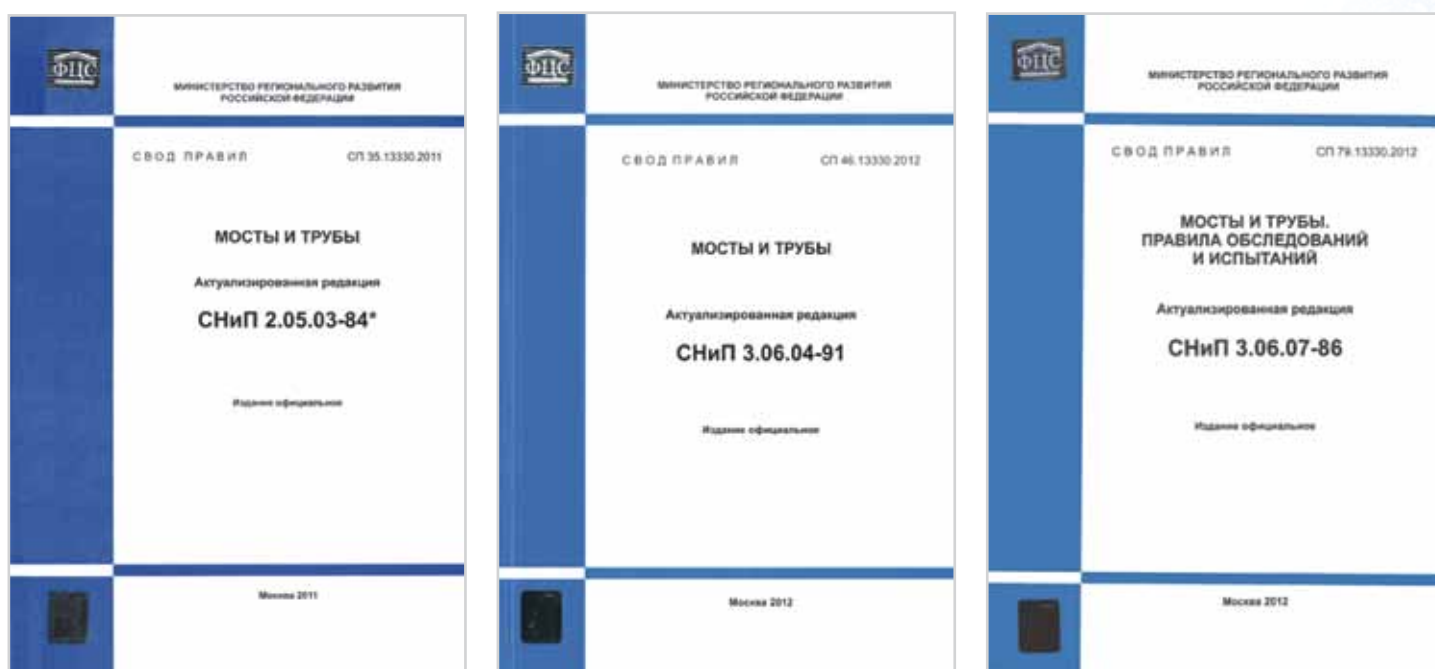 ФЦС
МИНИСТЕРСТВО РЕГИОНАЛЬНОГО РАЗВИТИЯ
РОССИЙСКОЙ ФЕДЕРАЦИИ
СВОД ПРАВИЛ
СП 35.13330.2011
МОСТЫ И ТРУБЫ
Актуализированная редакция
СНиП 2.05.03-84*
Издание официальное
Москва 2011
ФЦС
МИНИСТЕРСТВО РЕГИОНАЛЬНОГО РАЗВИТИЯ
РОССИЙСКОЙ ФЕДЕРАЦИИ
СВОД ПРАВИЛ
СП 46.13330.2012
МОСТЫ И ТРУБЫ
Актуализированная редакция
СНиП 3.06.04-91
Издание официальное
Москва 2012
ФЦС
МИНИСТЕРСТВО РЕГИОНАЛЬНОГО РАЗВИТИЯ
РОССИЙСКОЙ ФЕДЕРАЦИИ
СВОД ПРАВИЛ
СП 79.13330.2012
МОСТЫ И ТРУБЫ.
ПРАВИЛА ОБСЛЕДОВАНИЙ
И ИСПЫТАНИЙ
Актуализированная редакция
СНиП 3.06.07-86
Издание официальное
Москва 2012